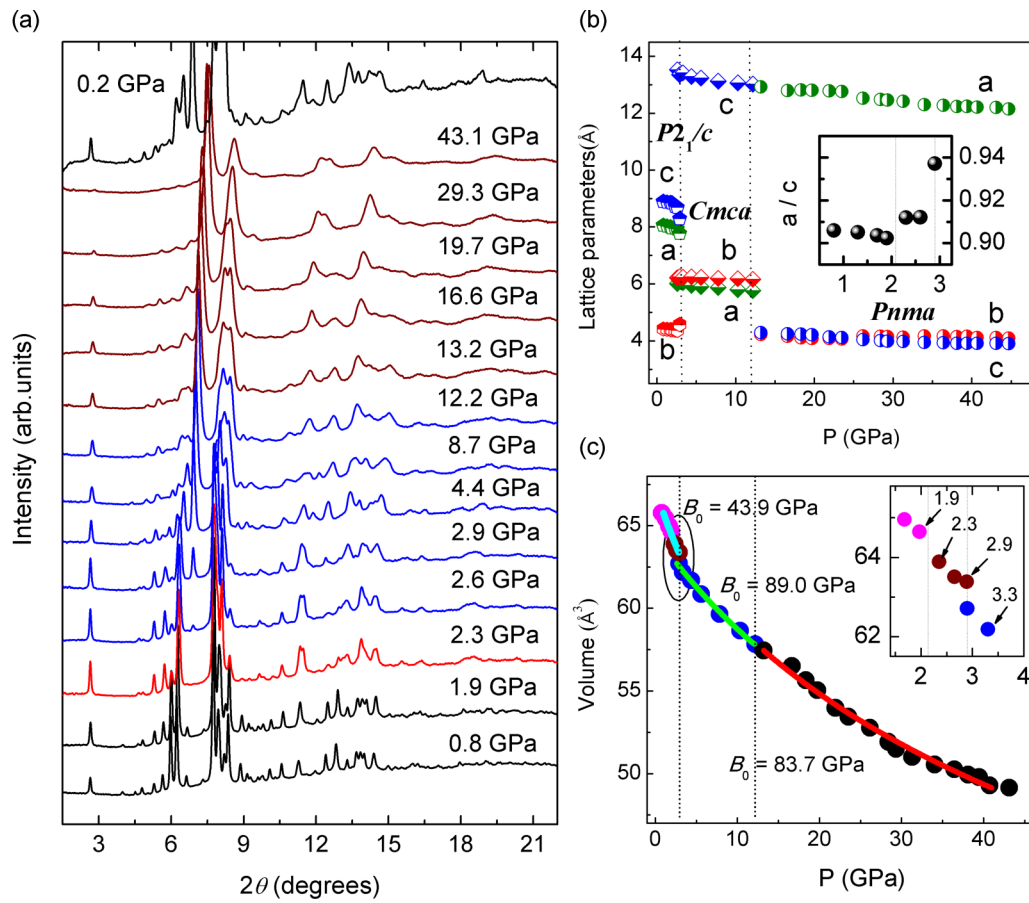 (a)
0.2 GPa
43.1 GPa
29.3 GPa
19.7 GPa
16.6 GPa
13.2 GPa
12.2 GPa
8.7 GPa
4.4 GPa
2.9 GPa
2.6 GPa
2.3 GPa
1.9 GPa
0.8 GPa
Intensity (arb.units)
3 6 9 12 15 18 21
2θ (degrees)
(b)
14
12
10
8
6
4
Lattice parameters(Å)
P2₁/c
Cmca
Pnma
c
a
b
c
b
a
a
b
c
a / c
0.94
0.92
0.90
1 2 3
0 10 20 30 40
P (GPa)
(c)
65
60
55
50
Volume (Å³)
B₀ = 43.9 GPa
B₀ = 89.0 GPa
B₀ = 83.7 GPa
64
62
1.9
2.3
2.9
3.3
2 3 4
0 10 20 30 40
P (GPa)